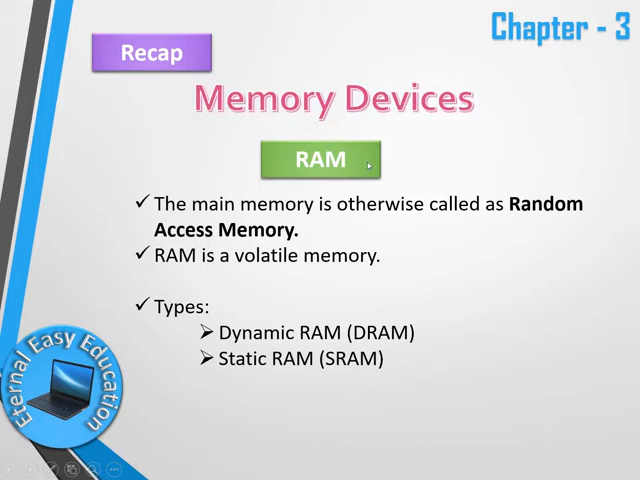 Chapter - 3
Recap
Memory Devices
RAM
✓ The main memory is otherwise called as Random
Access Memory.
✓ RAM is a volatile memory.
✓ Types:
➢ Dynamic RAM (DRAM)
➢ Static RAM (SRAM)
Eternal Easy Education